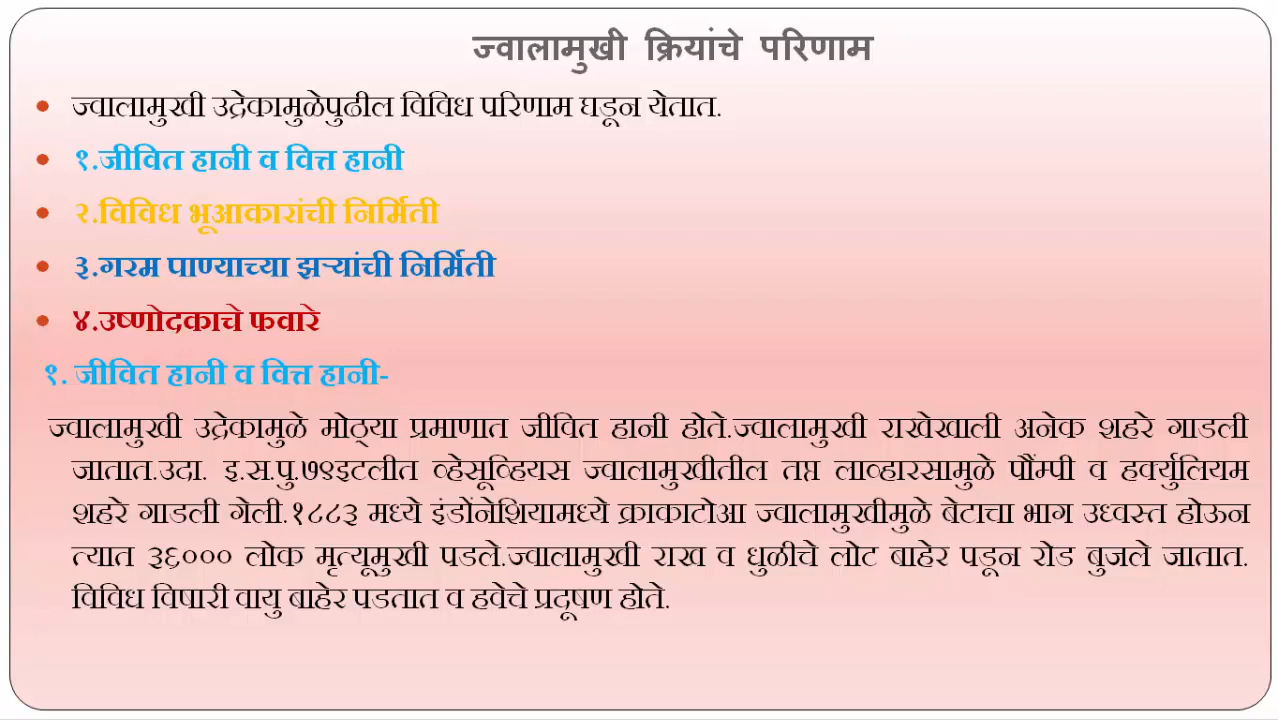 ज्वालामुखी क्रियांचे परिणाम
ज्वालामुखी उद्रेकामुळेपुढील विविध परिणाम घडून येतात.
१.जीवित हानी व वित्त हानी
२.विविध भूआकारांची निर्मिती
३.गरम पाण्याच्या झऱ्यांची निर्मिती
४.उष्णोदकाचे फवारे
१. जीवित हानी व वित्त हानी-
ज्वालामुखी उद्रेकामुळे मोठ्या प्रमाणात जीवित हानी होते.ज्वालामुखी राखेखाली अनेक शहरे गाडली
जातात.उदा. इ.स.पु.७९इटलीत व्हेसूव्हियस ज्वालामुखीतील तप्त लाव्हारसामुळे पौंम्पी व हर्क्युलियम
शहरे गाडली गेली.१८८३ मध्ये इंडोंनेशियामध्ये क्राकाटोआ ज्वालामुखीमुळे बेटाचा भाग उध्वस्त होऊन
त्यात ३६००० लोक मृत्यूमुखी पडले.ज्वालामुखी राख व धुळीचे लोट बाहेर पडून रोड बुजले जातात.
विविध विषारी वायु बाहेर पडतात व हवेचे प्रदूषण होते.